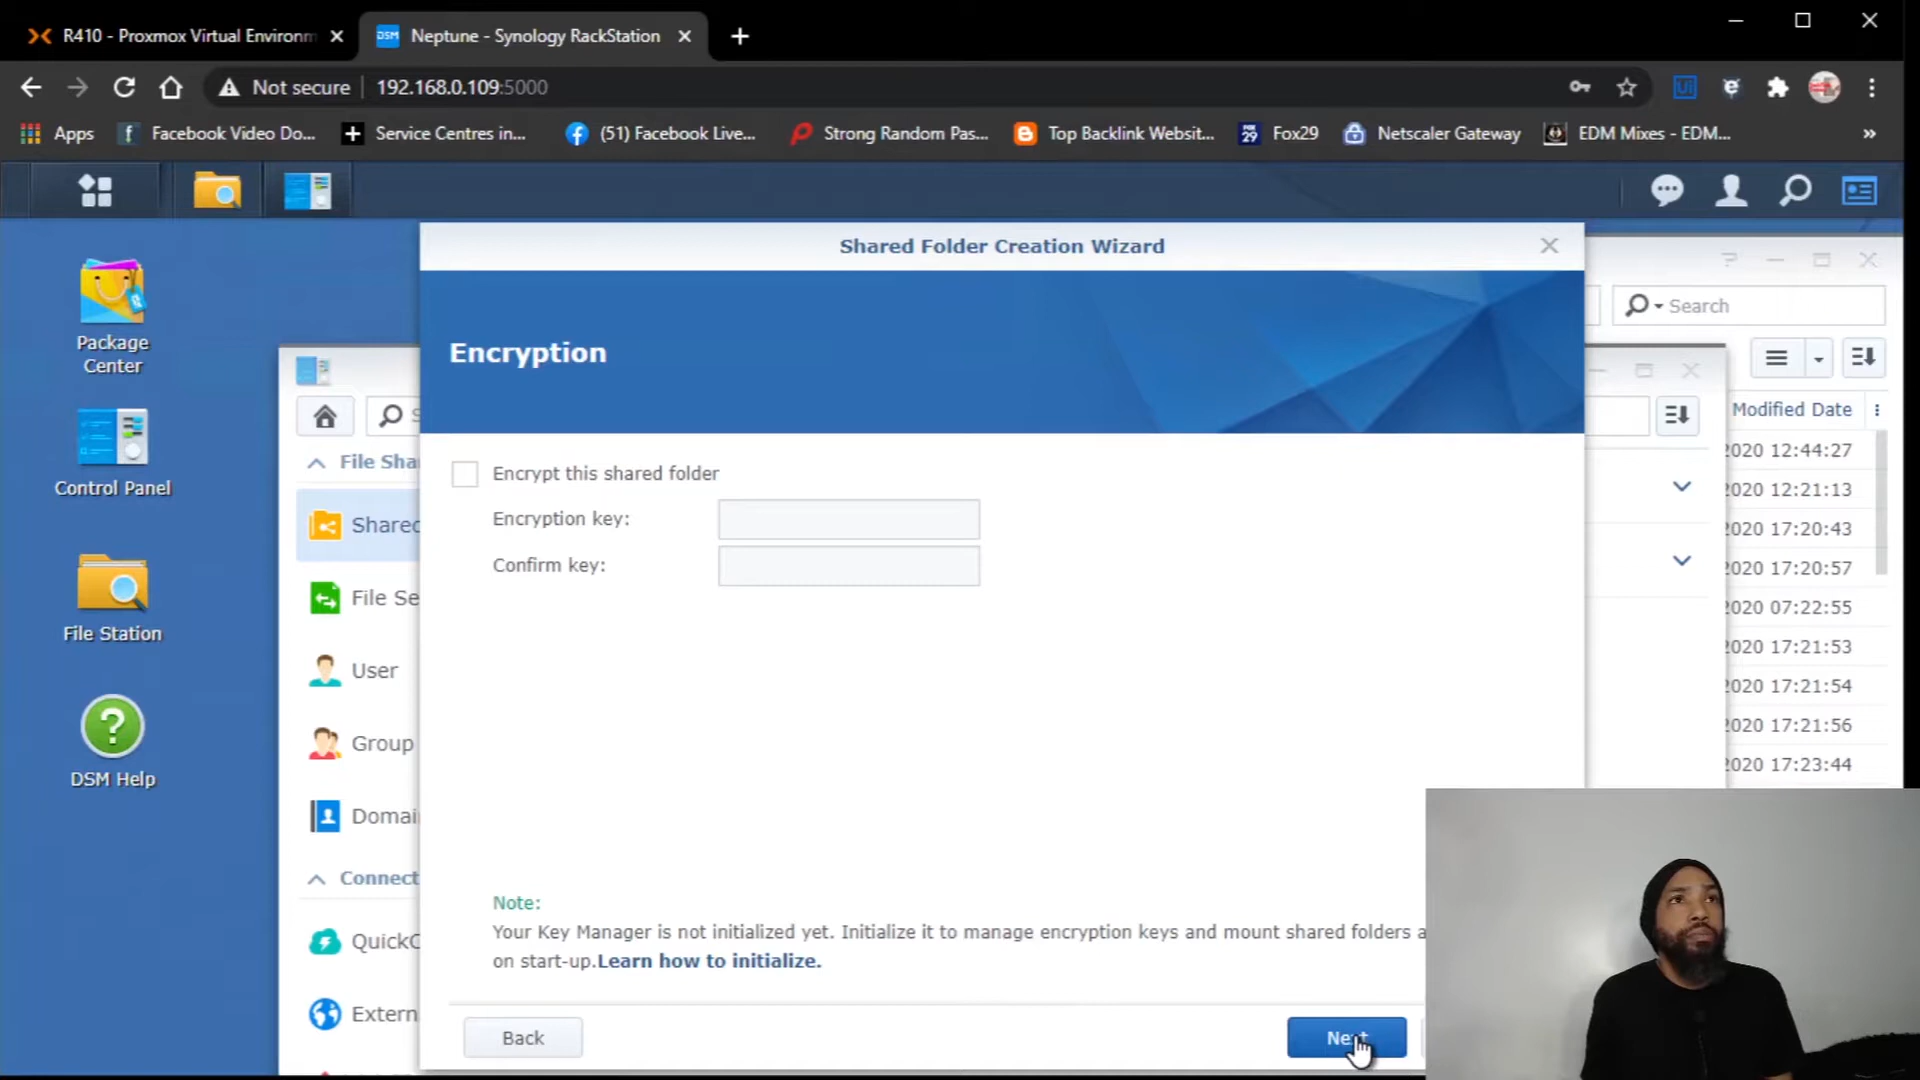 R410 - Proxmox Virtual Environm
DSM Neptune - Synology RackStation
Not secure 192.168.0.109:5000
Apps Facebook Video Do... Service Centres in... (51) Facebook Live... Strong Random Pas... Top Backlink Websit... FOX 29 Fox29 Netscaler Gateway EDM Mixes - EDM...
Shared Folder Creation Wizard
Search
Package
Center
Encryption
Modified Date
File Sha
Encrypt this shared folder
Encryption key:
Confirm key:
Control Panel
Shared
File Se
User
Group
Domai
Connect
QuickC
Extern
File Station
DSM Help
2020 12:44:27
2020 12:21:13
2020 17:20:43
2020 17:20:57
2020 07:22:55
2020 17:21:53
2020 17:21:54
2020 17:21:56
2020 17:23:44
Note:
Your Key Manager is not initialized yet. Initialize it to manage encryption keys and mount shared folders a
on start-up.Learn how to initialize.
Back
Next